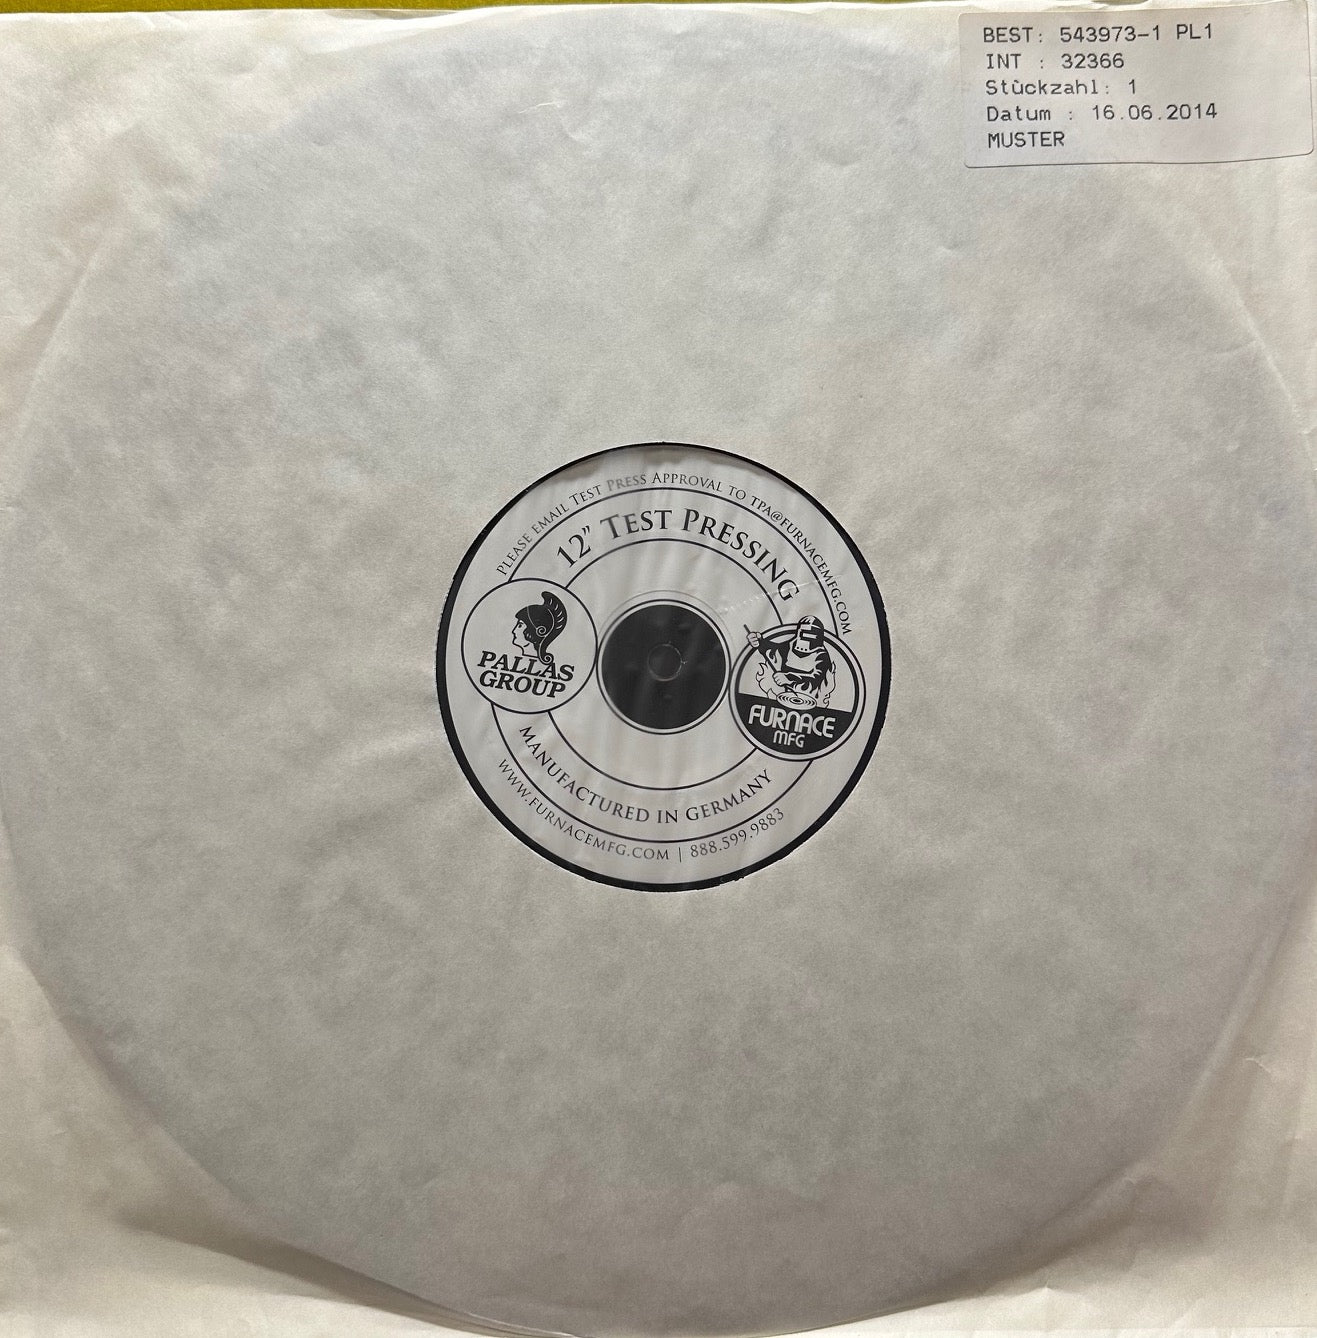 BEST: 543973-1 PL1
INT : 32366
Stückzahl: 1
Datum : 16.06.2014
MUSTER
PLEASE EMAIL TEST PRESS APPROVAL TO TPA@FURNACEMFG.COM
12" TEST PRESSING
PALLAS
GROUP
FURNACE
MFG
MANUFACTURED IN GERMANY
WWW.FURNACEMFG.COM | 888.599.9883